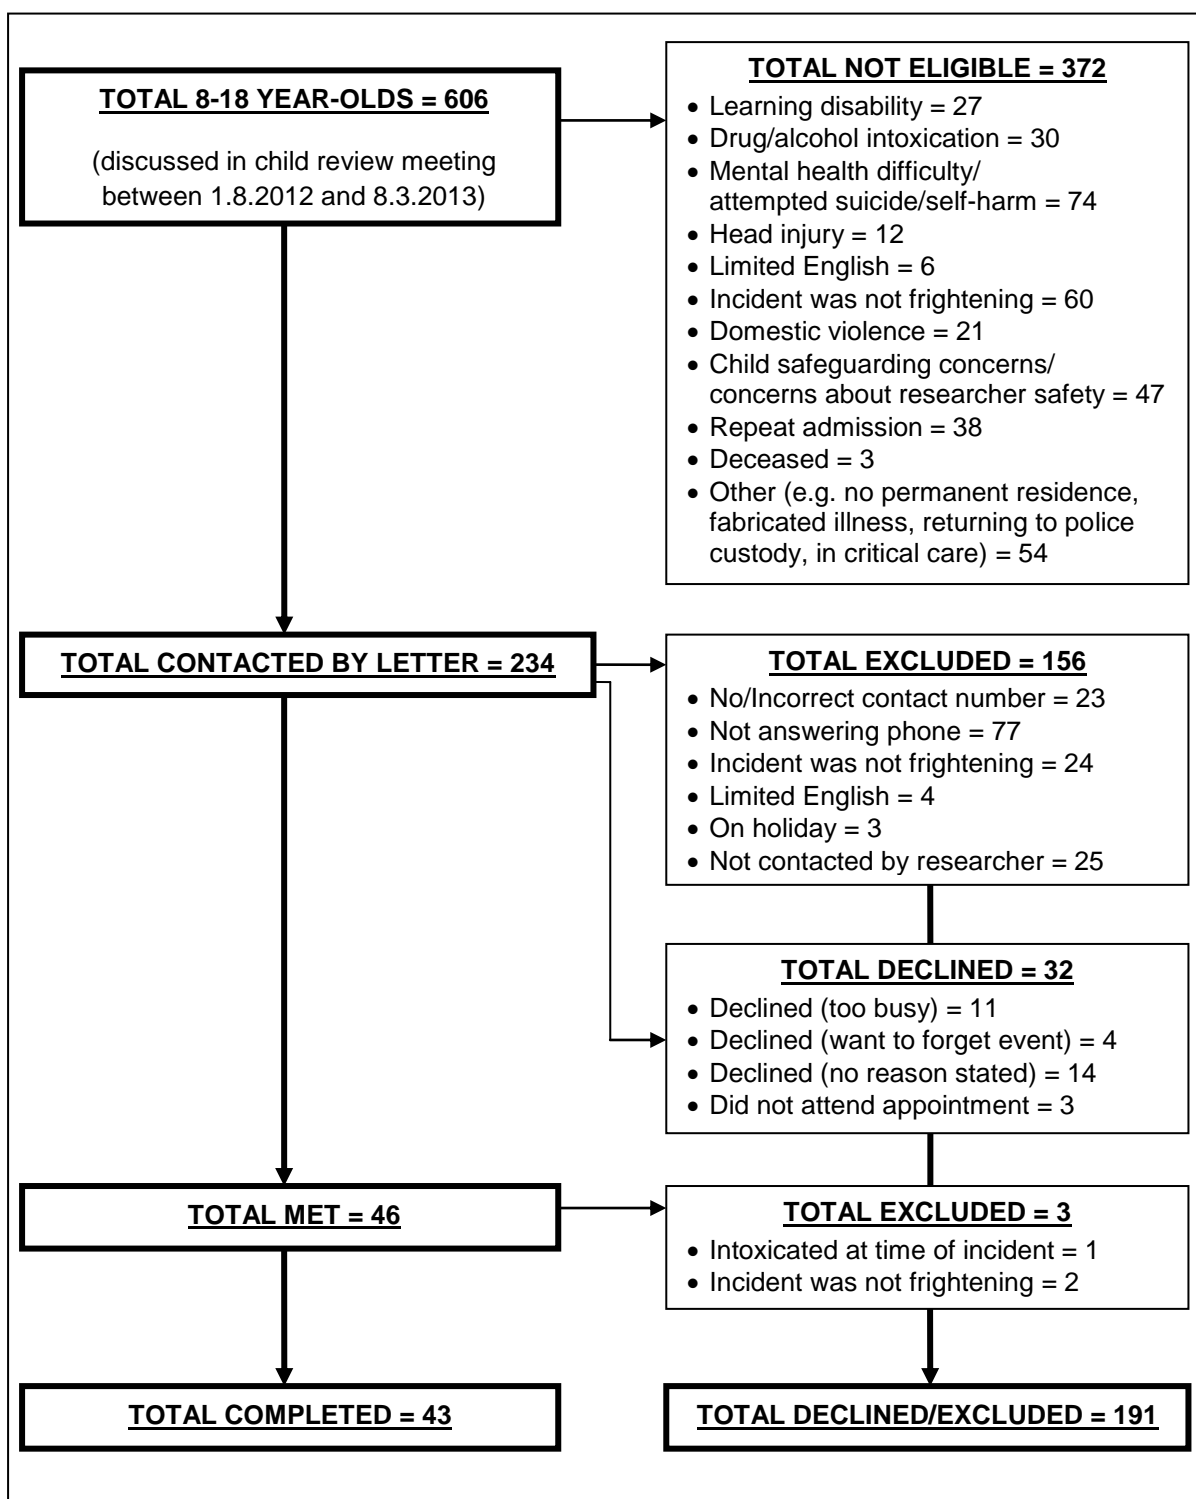 TOTAL 8-18 YEAR-OLDS = 606
(discussed in child review meeting
between 1.8.2012 and 8.3.2013)
TOTAL NOT ELIGIBLE = 372
• Learning disability = 27
• Drug/alcohol intoxication = 30
• Mental health difficulty/
attempted suicide/self-harm = 74
• Head injury = 12
• Limited English = 6
• Incident was not frightening = 60
• Domestic violence = 21
• Child safeguarding concerns/
concerns about researcher safety = 47
• Repeat admission = 38
• Deceased = 3
• Other (e.g. no permanent residence,
fabricated illness, returning to police
custody, in critical care) = 54
TOTAL CONTACTED BY LETTER = 234
TOTAL EXCLUDED = 156
• No/Incorrect contact number = 23
• Not answering phone = 77
• Incident was not frightening = 24
• Limited English = 4
• On holiday = 3
• Not contacted by researcher = 25
TOTAL DECLINED = 32
• Declined (too busy) = 11
• Declined (want to forget event) = 4
• Declined (no reason stated) = 14
• Did not attend appointment = 3
TOTAL MET = 46
TOTAL EXCLUDED = 3
• Intoxicated at time of incident = 1
• Incident was not frightening = 2
TOTAL COMPLETED = 43
TOTAL DECLINED/EXCLUDED = 191